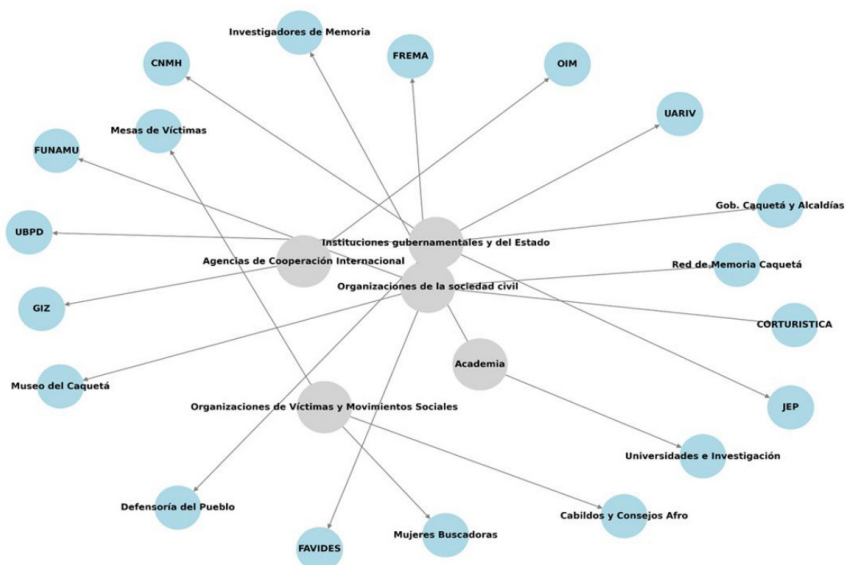 Investigadores de Memoria
FREMA
CNMH
OIM
UARIV
Mesas de Víctimas
FUNAMU
Gob. Caquetá y Alcaldías
UBPD
Instituciones gubernamentales y del Estado
Agencias de Cooperación Internacional
Red de Memoria Caquetá
Organizaciones de la sociedad civil
GIZ
CORTURISTICA
Academia
Museo del Caquetá
Organizaciones de Víctimas y Movimientos Sociales
JEP
Universidades e Investigación
Defensoría del Pueblo
Cabildos y Consejos Afro
Mujeres Buscadoras
FAVIDES